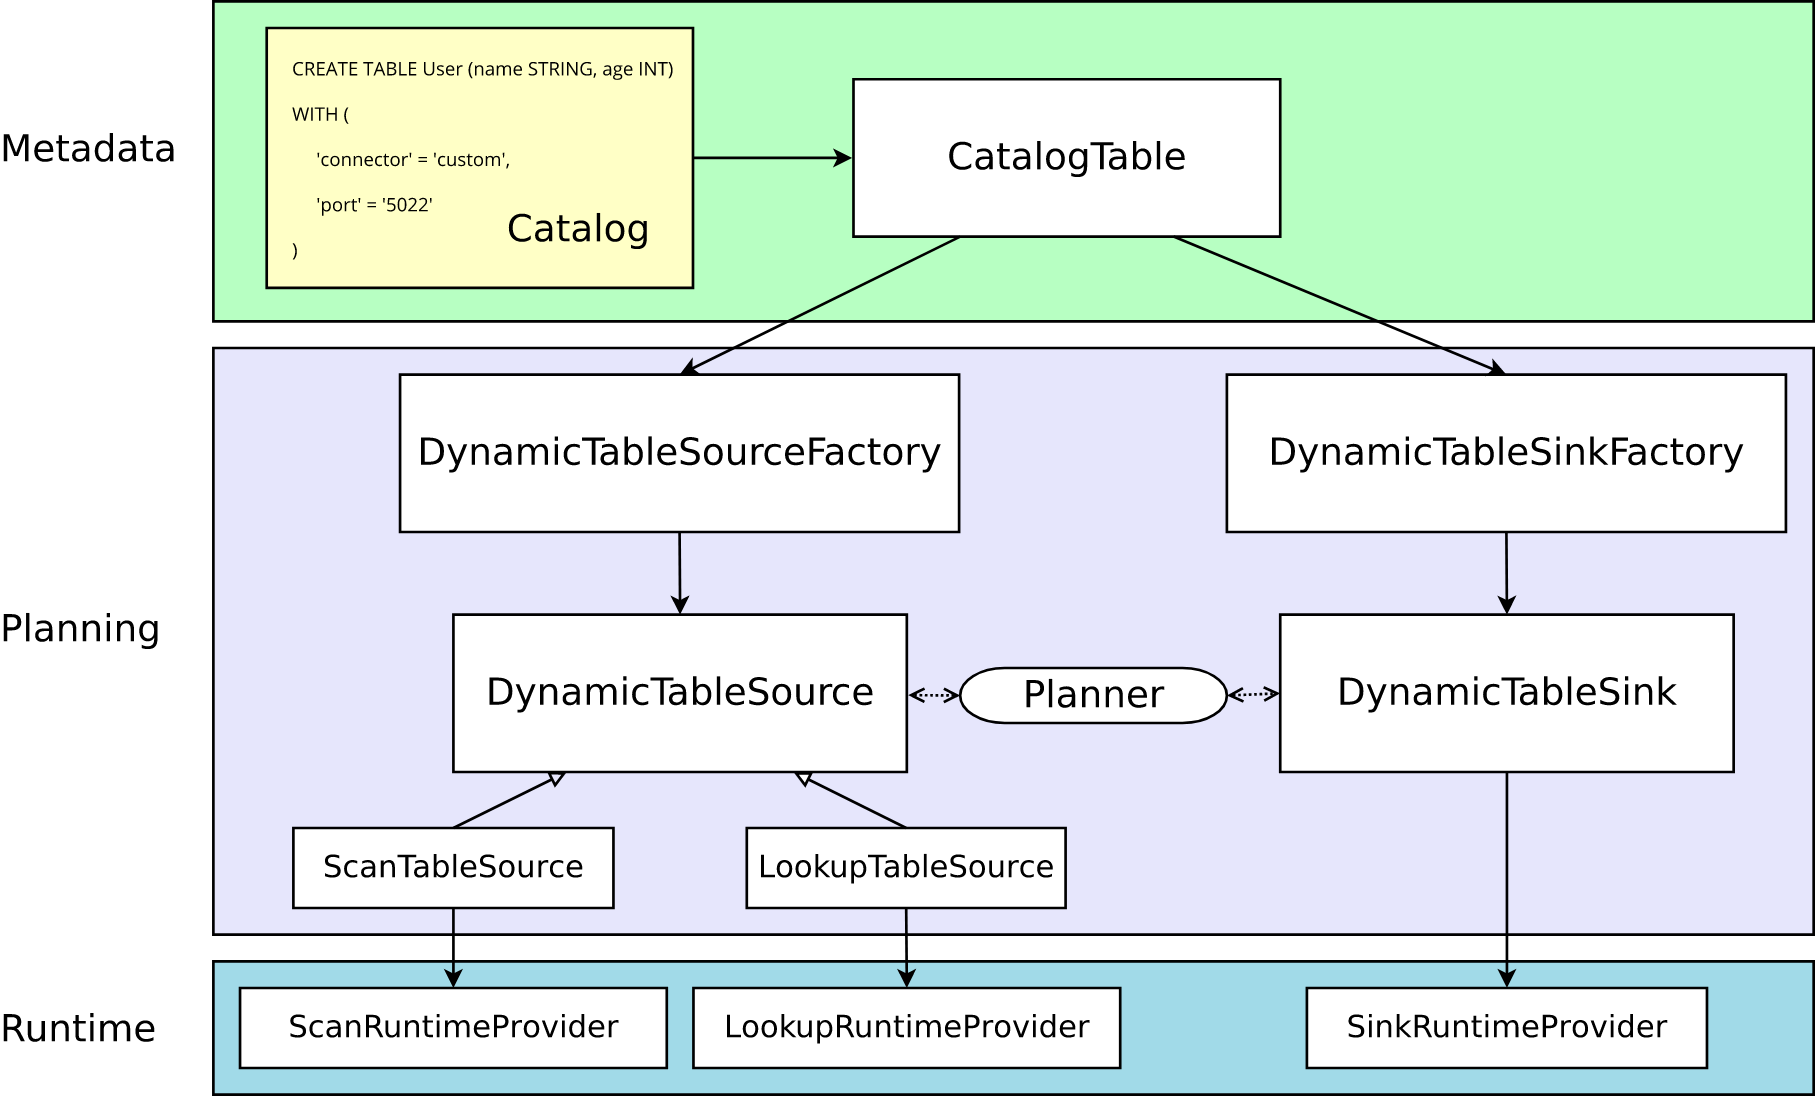 Metadata
CREATE TABLE User (name STRING, age INT)
WITH (
'connector' = 'custom',
'port' = '5022'
)
Catalog
CatalogTable
Planning
DynamicTableSourceFactory
DynamicTableSinkFactory
DynamicTableSource
Planner
DynamicTableSink
ScanTableSource
LookupTableSource
Runtime
ScanRuntimeProvider
LookupRuntimeProvider
SinkRuntimeProvider